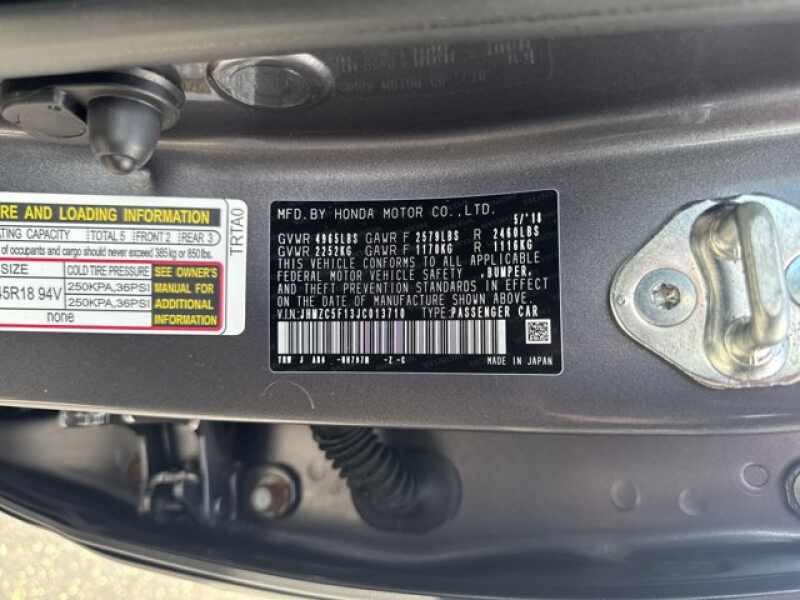 RE AND LOADING INFORMATION
ATING CAPACITY TOTAL 5 FRONT 2 REAR 3
of occupants and cargo should never exceed 385kg or 850 lbs.
SIZE COLD TIRE PRESSURE SEE OWNER'S
45R18 94V 250KPA,36PSI MANUAL FOR
250KPA,36PSI ADDITIONAL
none INFORMATION
TRTA0
MFD.BY HONDA MOTOR CO.,LTD. 5/'18
GVWR 4965LBS GAWR F 2579LBS R 2460LBS
GVWR 2252KG GAWR F 1170KG R 1116KG
THIS VEHICLE CONFORMS TO ALL APPLICABLE
FEDERAL MOTOR VEHICLE SAFETY ,BUMPER,
AND THEFT PREVENTION STANDARDS IN EFFECT
ON THE DATE OF MANUFACTURE SHOWN ABOVE.
VIN:JHMZC5F13JC013710 TYPE:PASSENGER CAR
MADE IN JAPAN